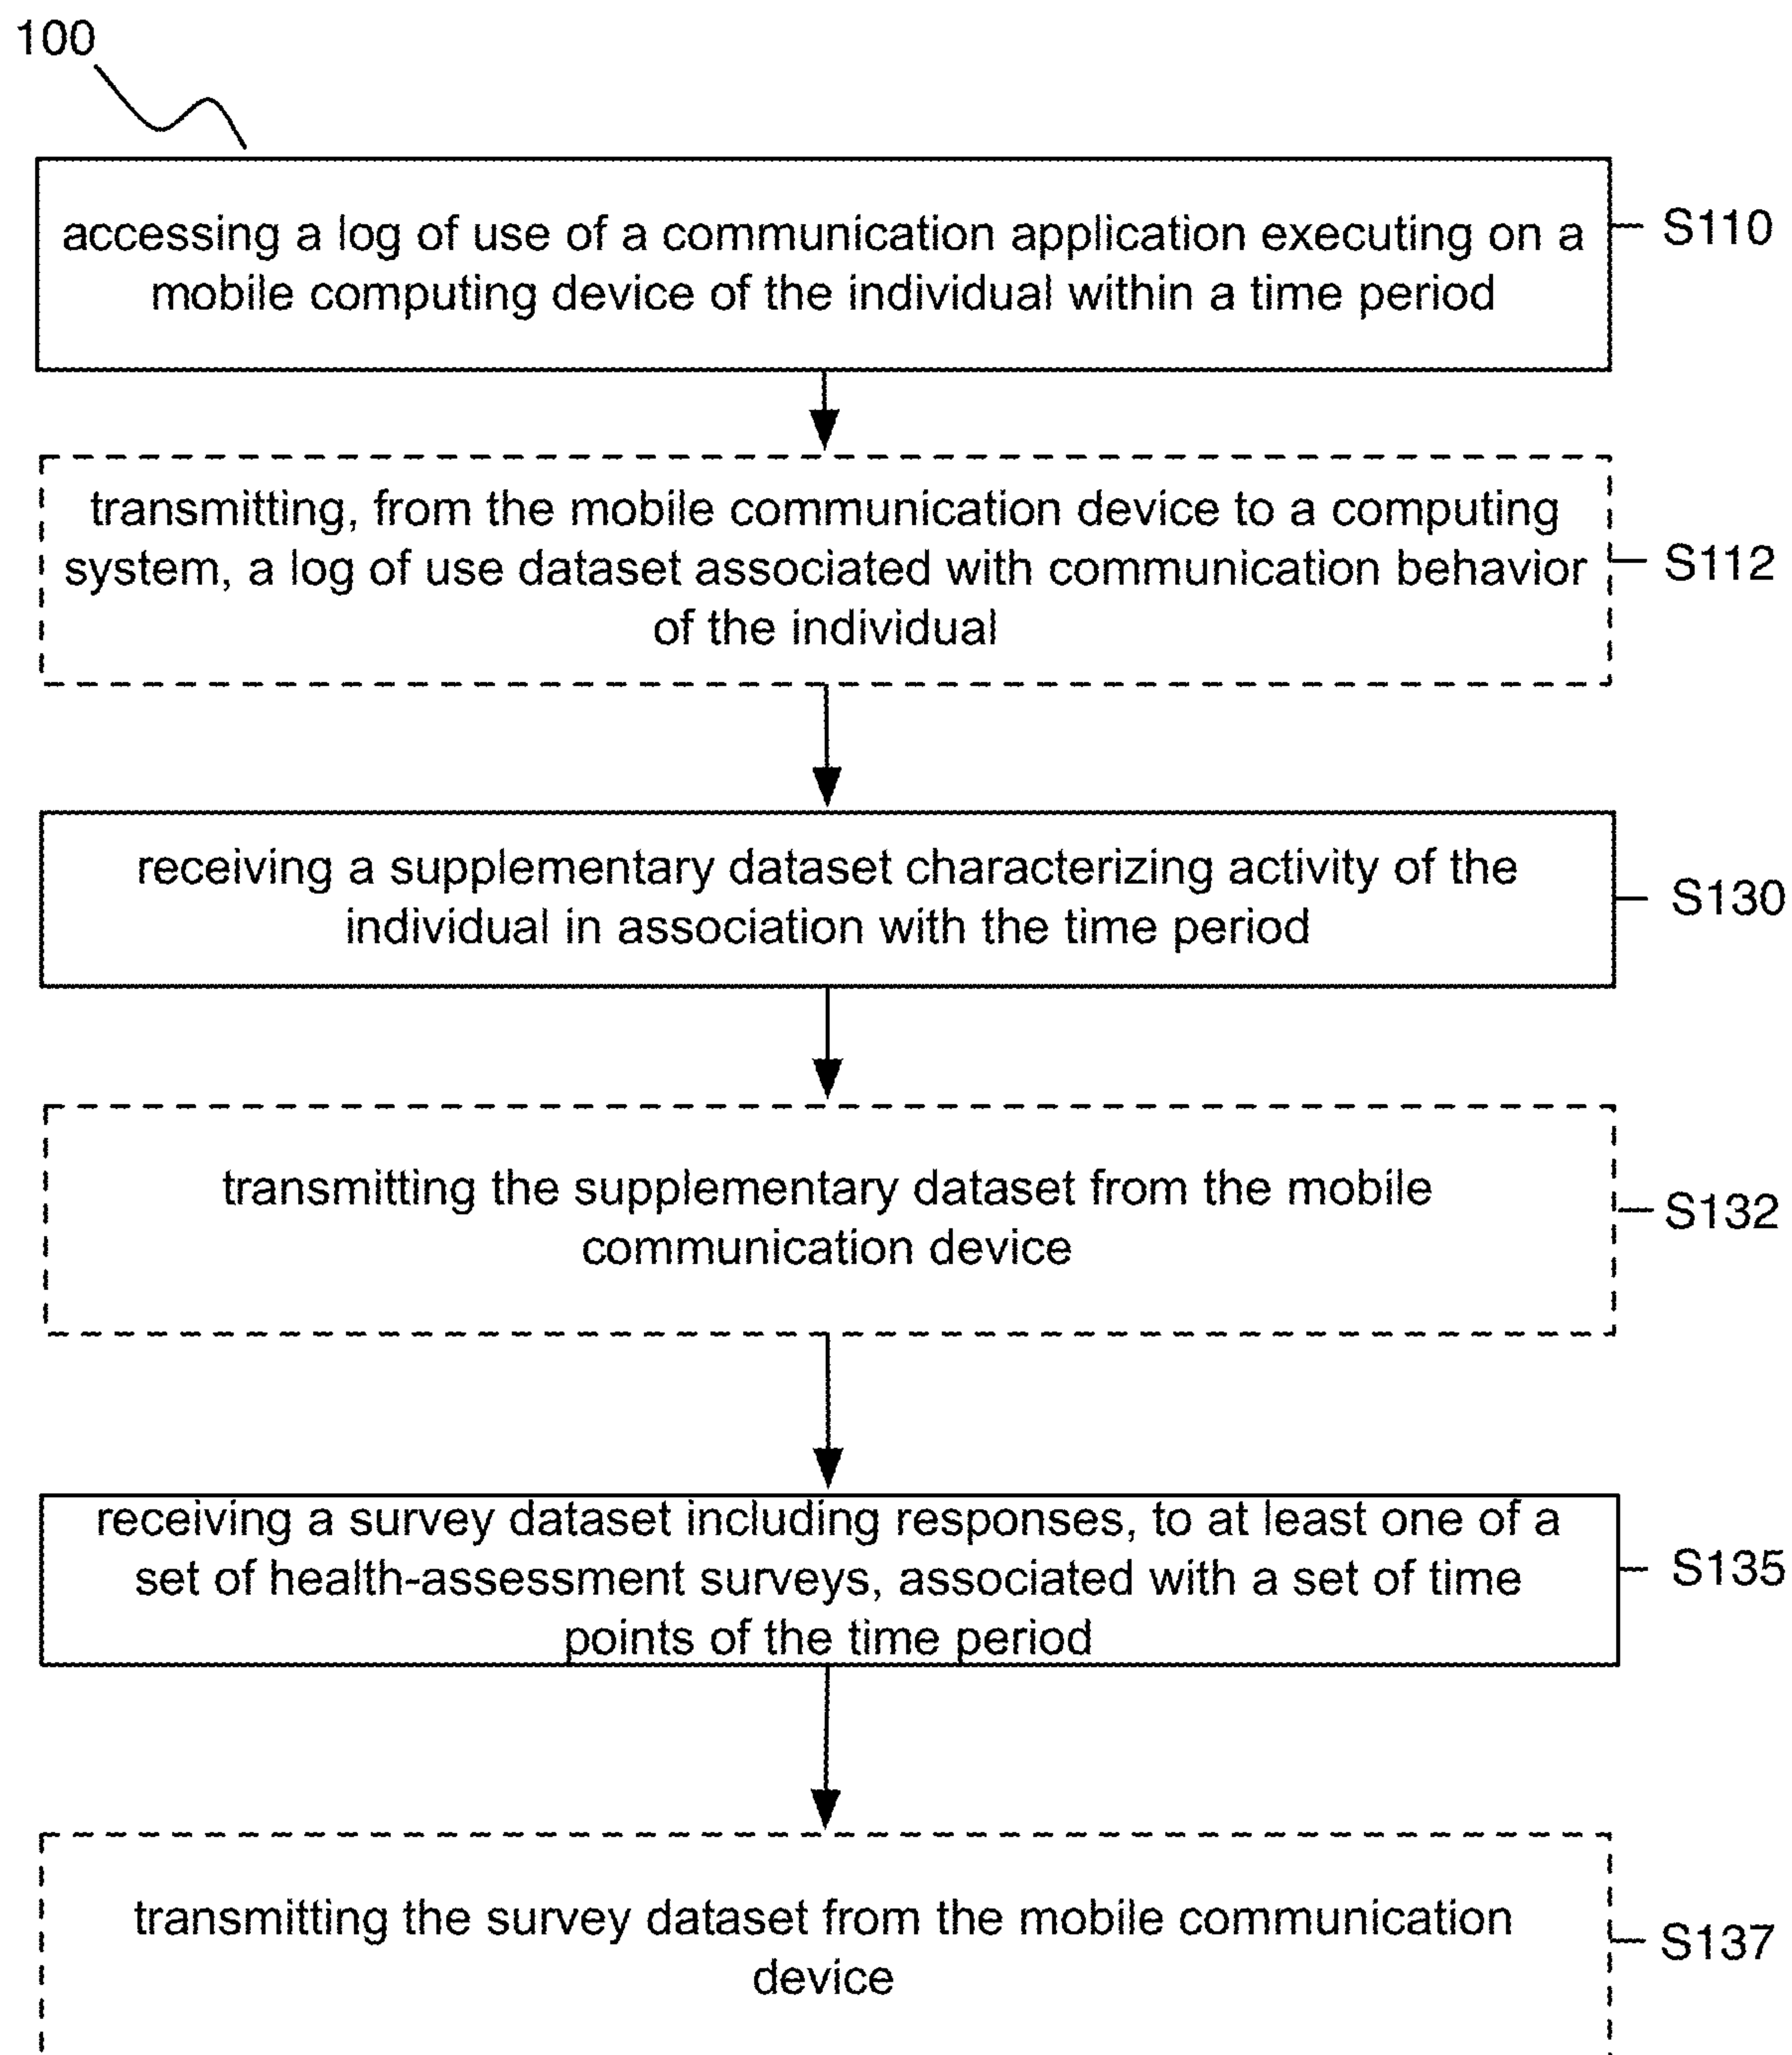 100
accessing a log of use of a communication application executing on a
mobile computing device of the individual within a time period
S110
transmitting, from the mobile communication device to a computing
system, a log of use dataset associated with communication behavior
of the individual
S112
receiving a supplementary dataset characterizing activity of the
individual in association with the time period
S130
transmitting the supplementary dataset from the mobile
communication device
S132
receiving a survey dataset including responses, to at least one of a
set of health-assessment surveys, associated with a set of time
points of the time period
S135
transmitting the survey dataset from the mobile communication
device
S137